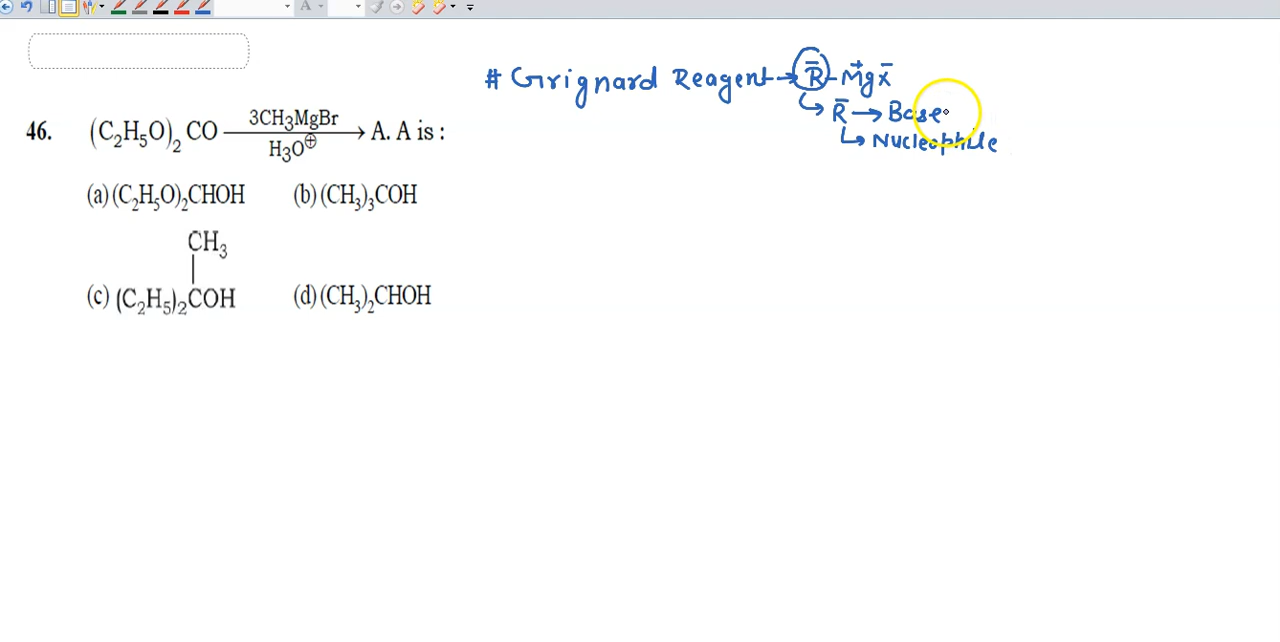 # Grignard Reagent → R̄-M⁺gx̄
↳ R̄ → Base
↳ Nucleophile
46. (C₂H₅O)₂ CO —3CH₃MgBr / H₃O⊕→ A. A is :
(a) (C₂H₅O)₂CHOH (b) (CH₃)₃COH
CH₃
|
(c) (C₂H₅)₂COH (d) (CH₃)₂CHOH